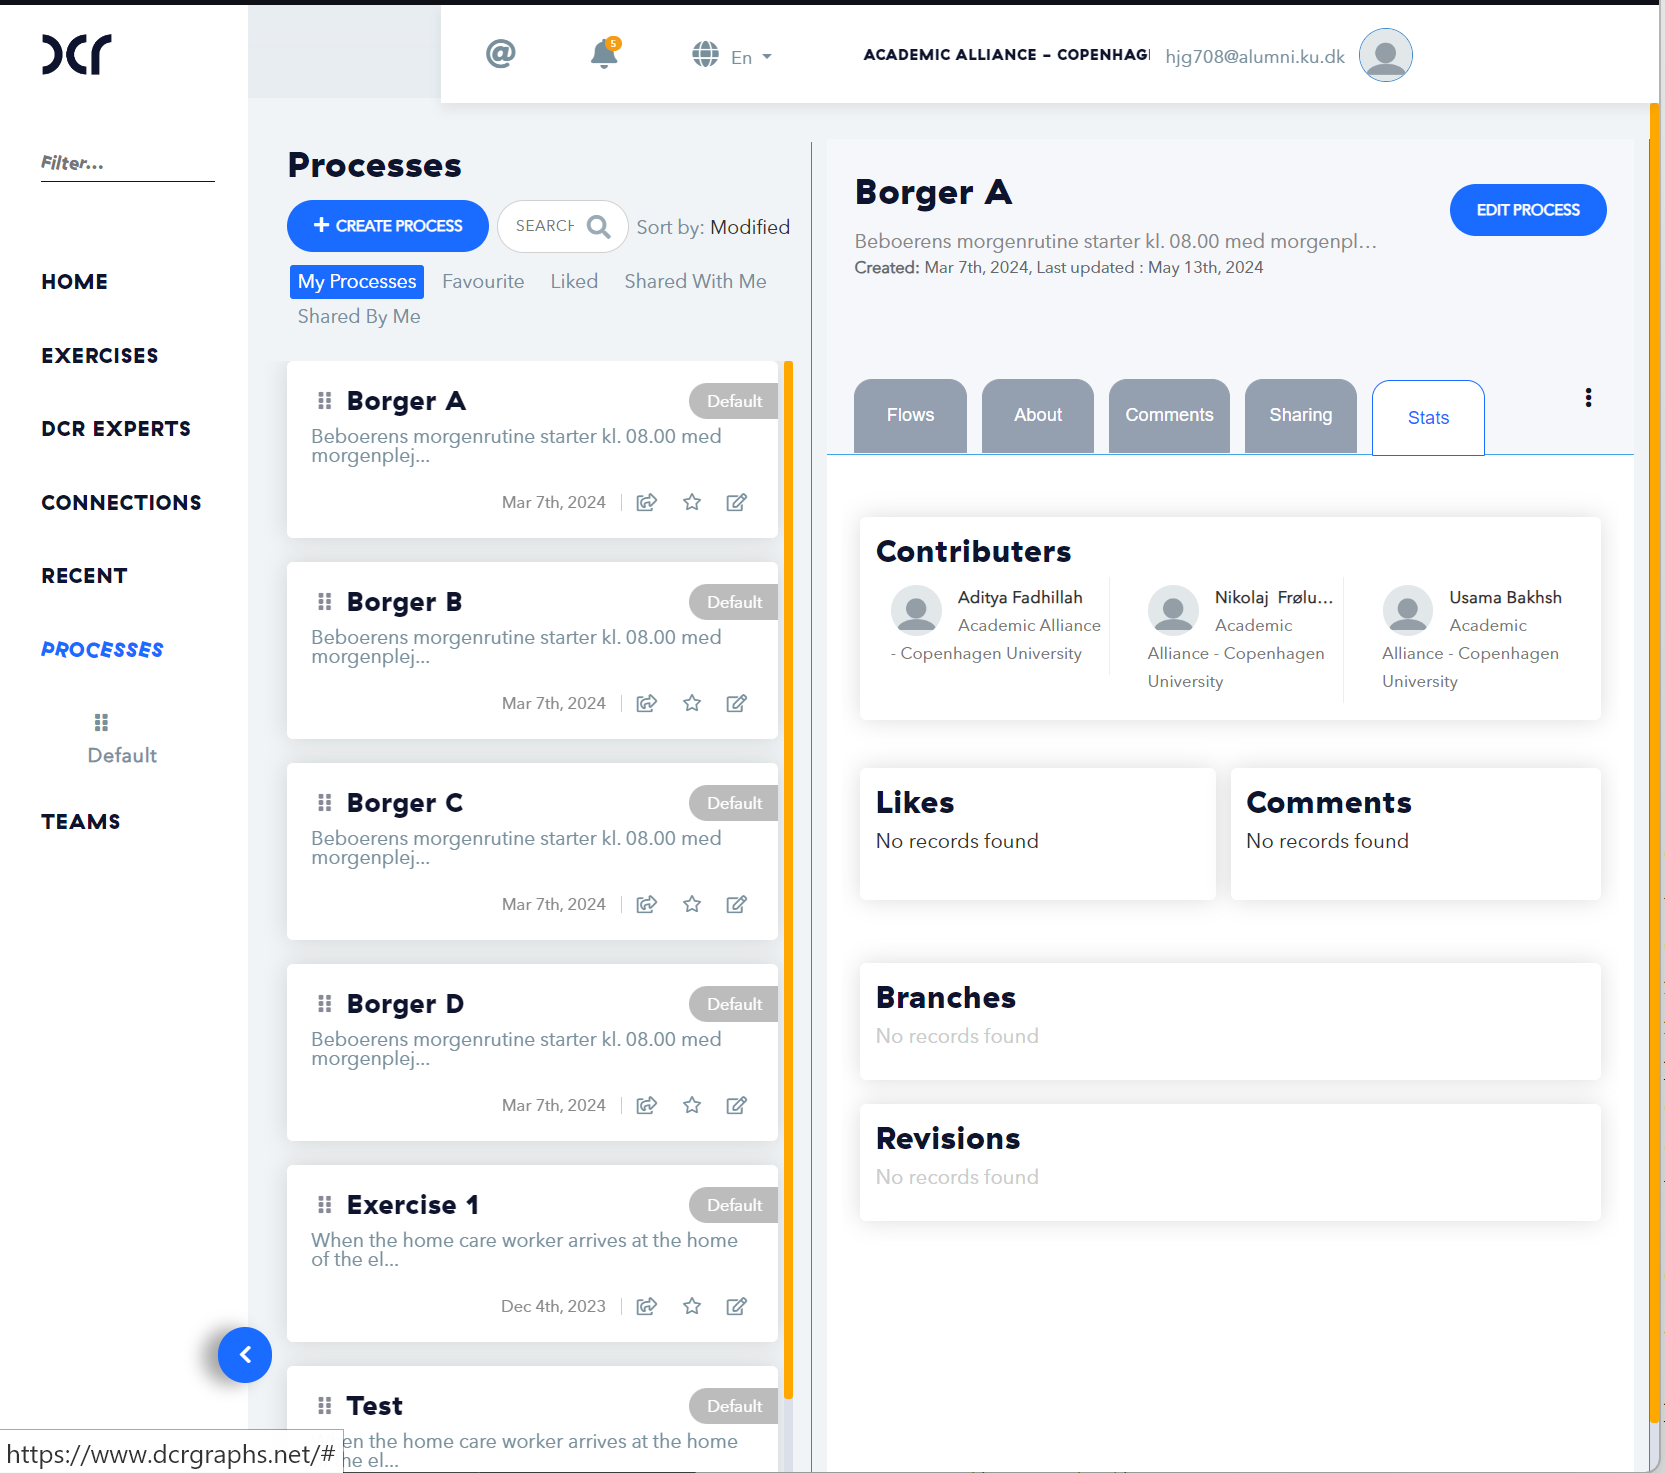 DCR
@
5
En
ACADEMIC ALLIANCE – COPENHAG
hjg708@alumni.ku.dk
Filter...
HOME
EXERCISES
DCR EXPERTS
CONNECTIONS
RECENT
PROCESSES
Default
TEAMS
https://www.dcrgraphs.net/#
Processes
+ CREATE PROCESS
SEARCH
Sort by: Modified
My Processes
Favourite
Liked
Shared With Me
Shared By Me
Borger A
Default
Beboerens morgenrutine starter kl. 08.00 med
morgenplej...
Mar 7th, 2024
Borger B
Default
Beboerens morgenrutine starter kl. 08.00 med
morgenplej...
Mar 7th, 2024
Borger C
Default
Beboerens morgenrutine starter kl. 08.00 med
morgenplej...
Mar 7th, 2024
Borger D
Default
Beboerens morgenrutine starter kl. 08.00 med
morgenplej...
Mar 7th, 2024
Exercise 1
Default
When the home care worker arrives at the home
of the el...
Dec 4th, 2023
Test
Default
en the home care worker arrives at the home
he el...
Borger A
EDIT PROCESS
Beboerens morgenrutine starter kl. 08.00 med morgenpl...
Created: Mar 7th, 2024, Last updated : May 13th, 2024
Flows
About
Comments
Sharing
Stats
Contributers
Aditya Fadhillah
Academic Alliance
- Copenhagen University
Nikolaj Frølu...
Academic
Alliance - Copenhagen
University
Usama Bakhsh
Academic
Alliance - Copenhagen
University
Likes
No records found
Comments
No records found
Branches
No records found
Revisions
No records found